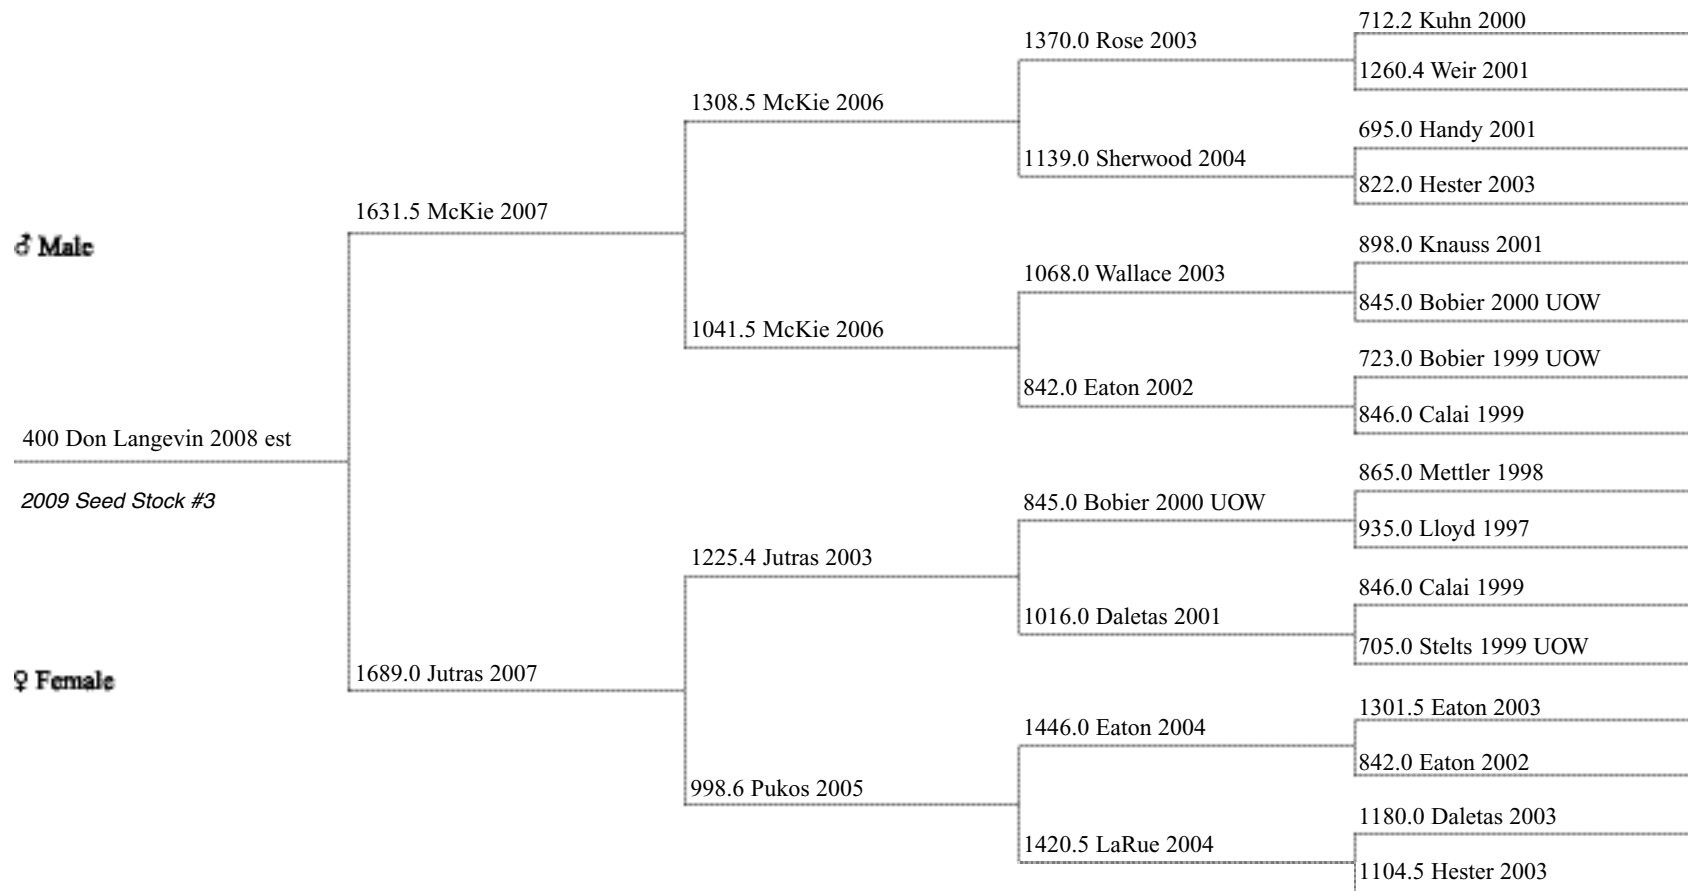 712.2 Kuhn 2000
1370.0 Rose 2003
1260.4 Weir 2001
1308.5 McKie 2006
695.0 Handy 2001
1139.0 Sherwood 2004
822.0 Hester 2003
1631.5 McKie 2007
♂ Male
898.0 Knauss 2001
1068.0 Wallace 2003
845.0 Bobier 2000 UOW
1041.5 McKie 2006
723.0 Bobier 1999 UOW
842.0 Eaton 2002
846.0 Calai 1999
400 Don Langevin 2008 est
865.0 Mettler 1998
2009 Seed Stock #3
845.0 Bobier 2000 UOW
935.0 Lloyd 1997
1225.4 Jutras 2003
846.0 Calai 1999
1016.0 Daletas 2001
705.0 Stelts 1999 UOW
1689.0 Jutras 2007
♀ Female
1301.5 Eaton 2003
1446.0 Eaton 2004
842.0 Eaton 2002
998.6 Pukos 2005
1180.0 Daletas 2003
1420.5 LaRue 2004
1104.5 Hester 2003